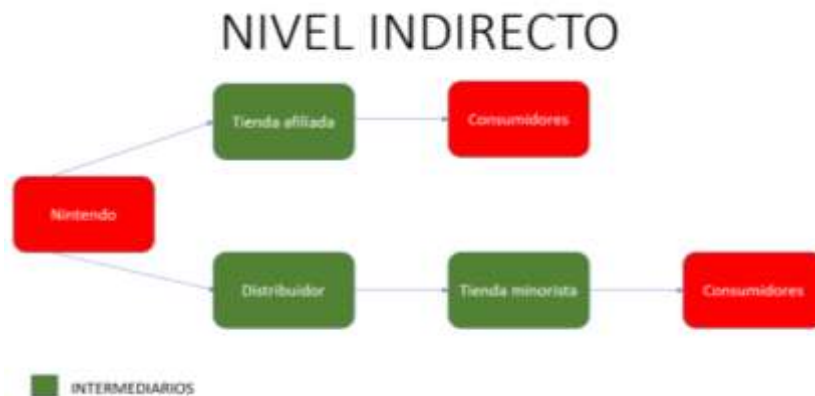 NIVEL INDIRECTO
Tienda afiliada
Consumidores
Nintendo
Distribuidor
Tienda minorista
Consumidores
INTERMEDIARIOS